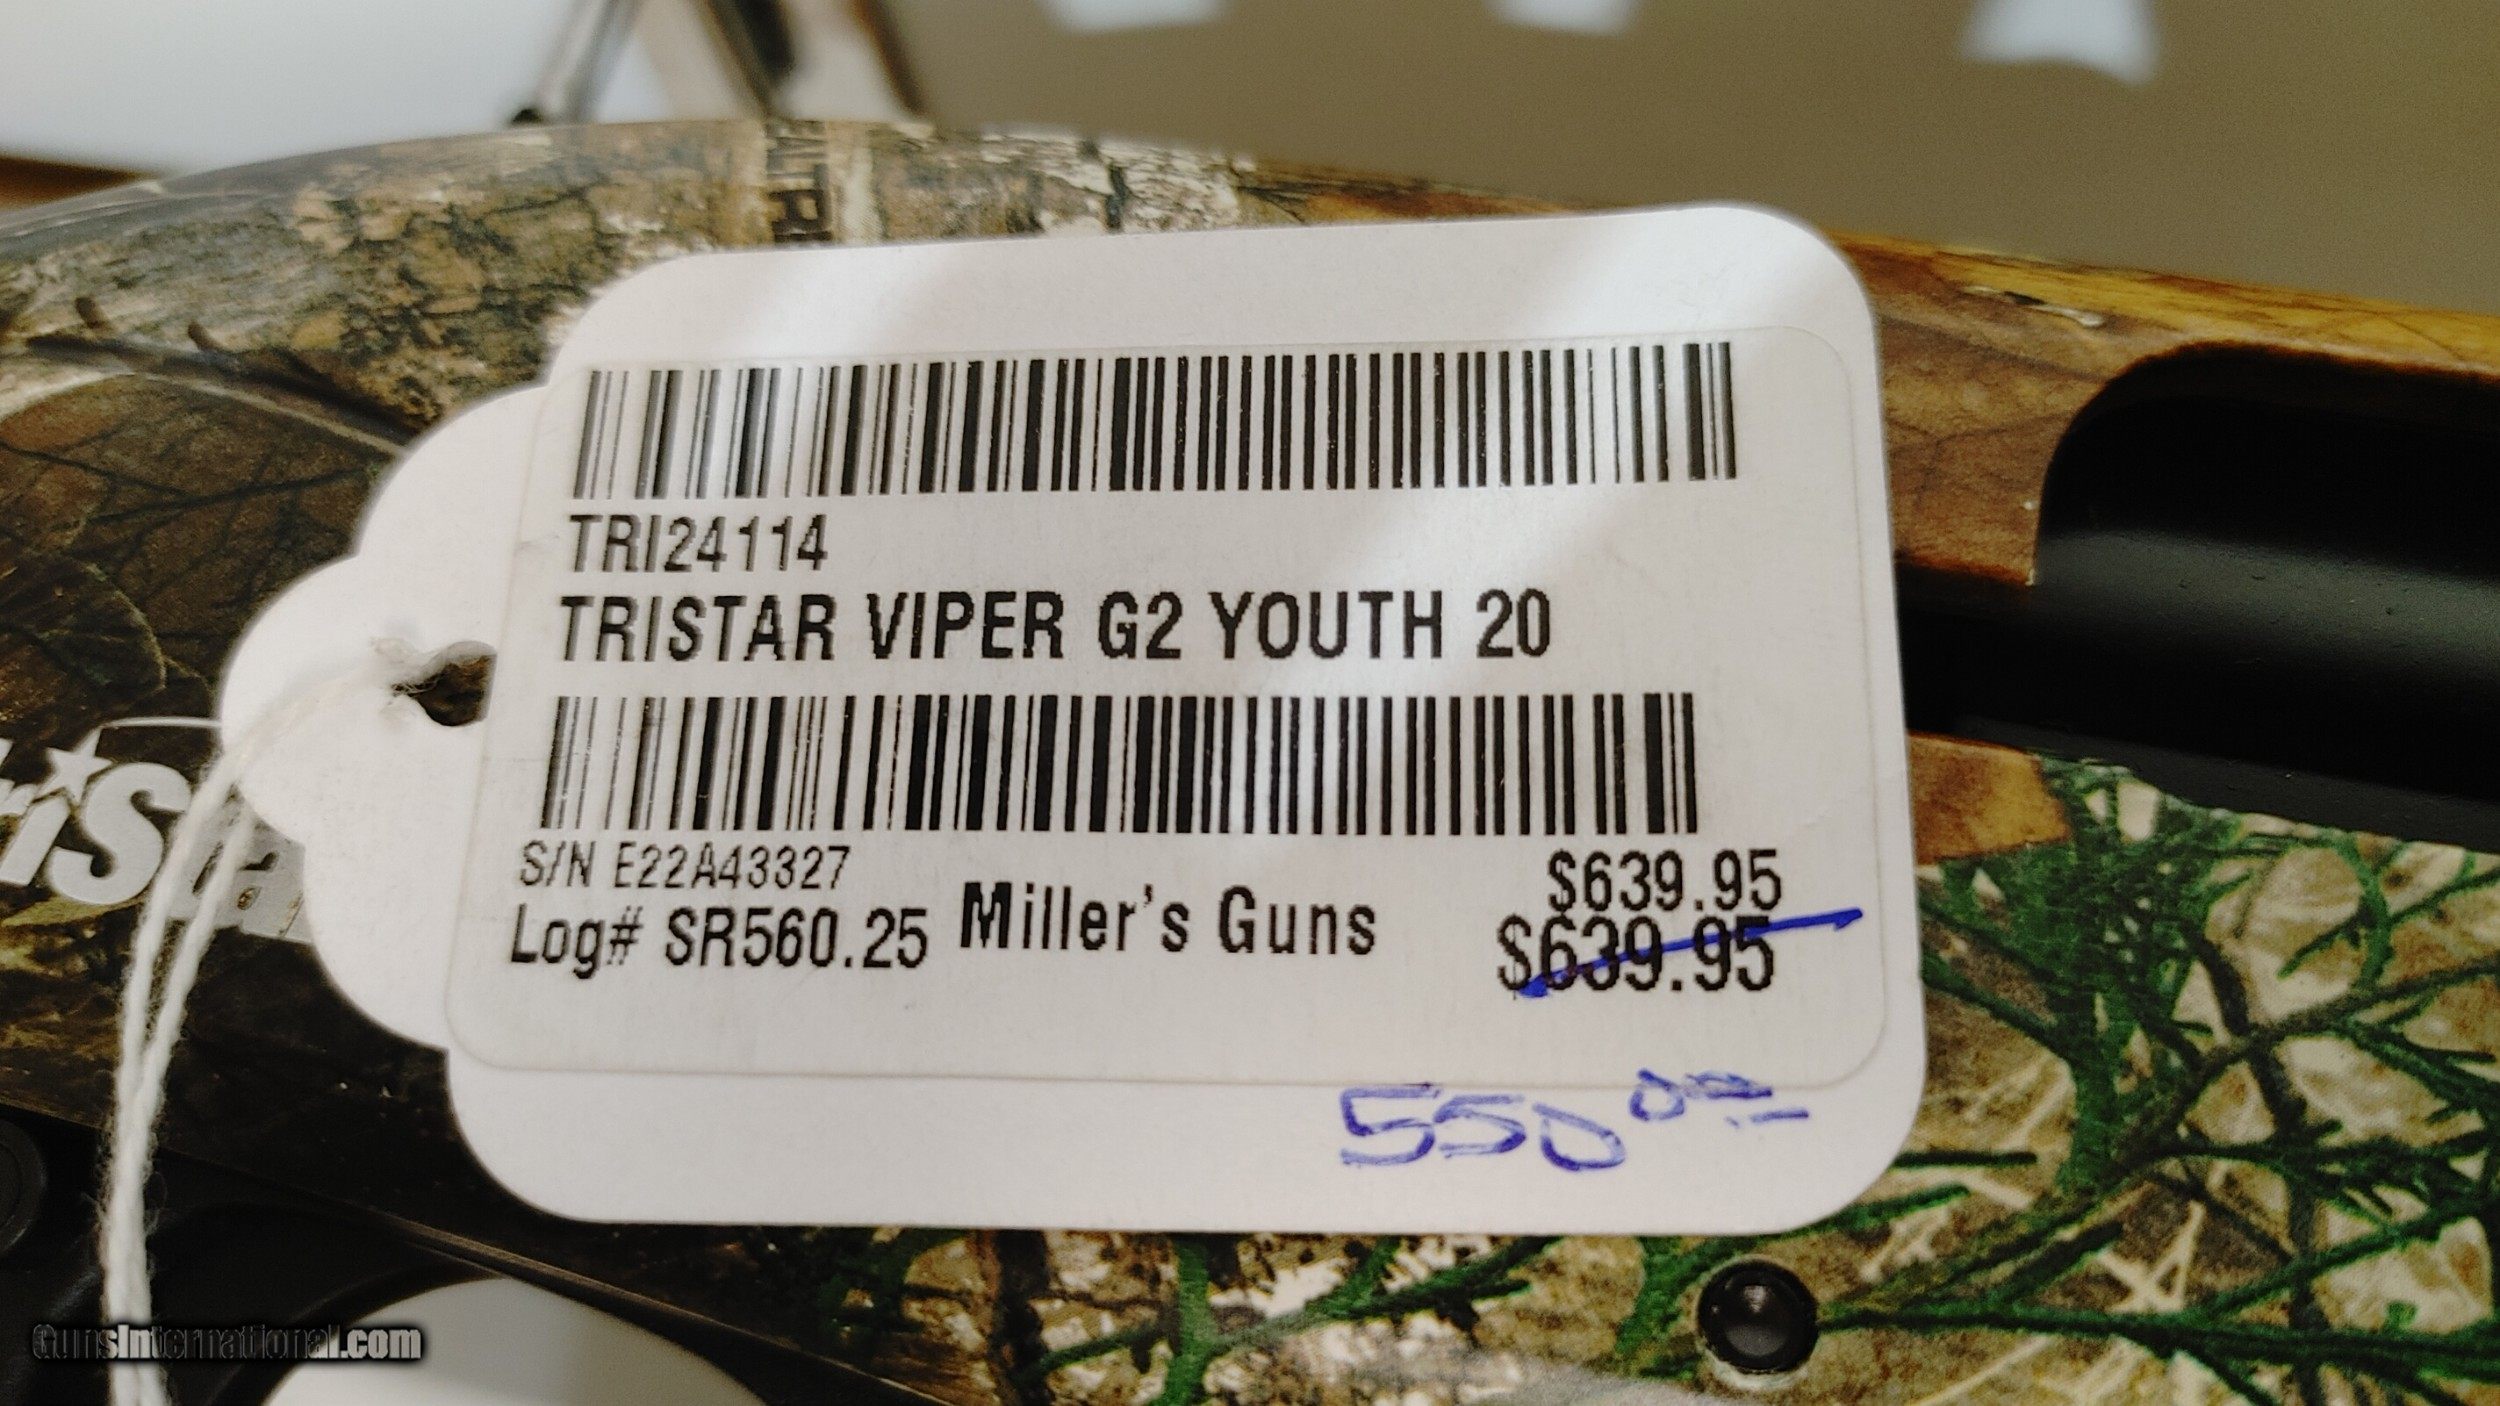 TRI24114
TRISTAR VIPER G2 YOUTH 20
S/N E22A43327
$639.95
Log# SR560.25
Miller's Guns
$639.95
550.00
GunsInternational.com